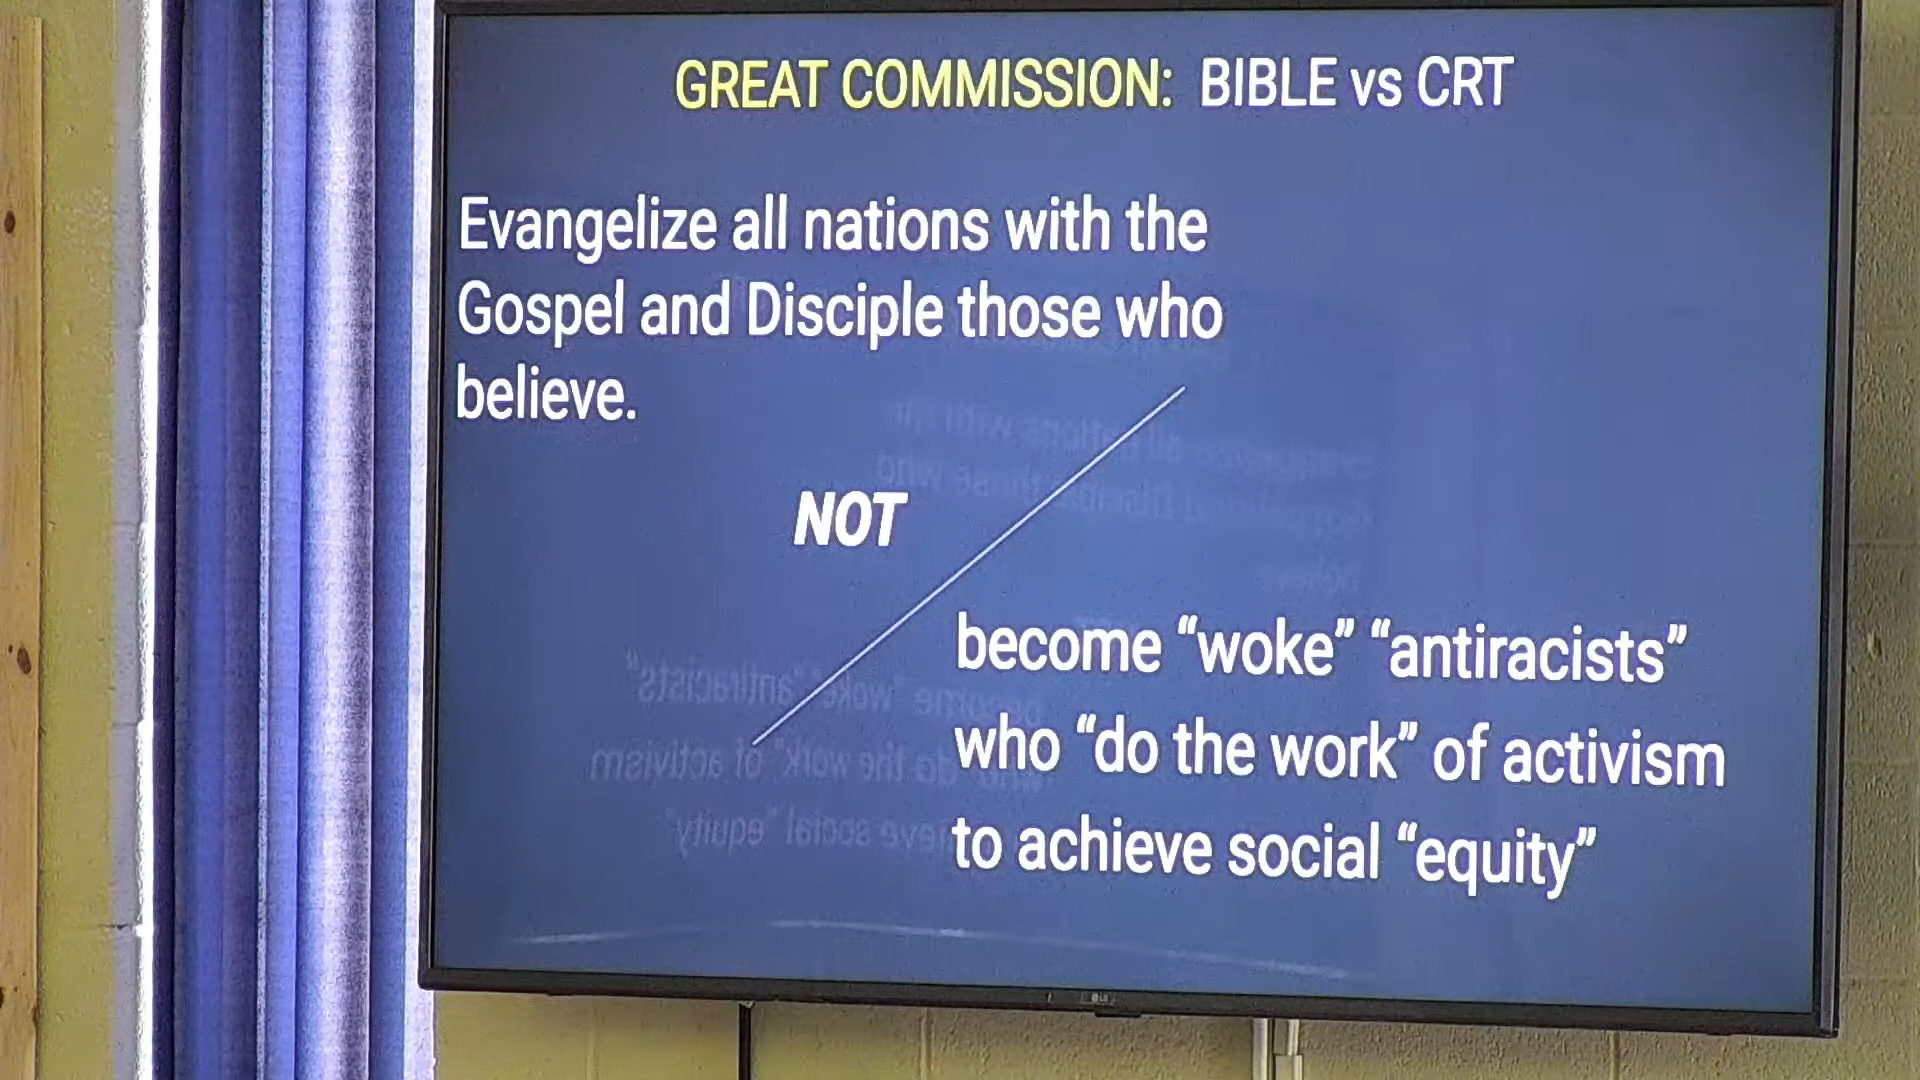 GREAT COMMISSION: BIBLE vs CRT
Evangelize all nations with the
Gospel and Disciple those who
believe.
NOT
become “woke” “antiracists”
who “do the work” of activism
to achieve social “equity”
LG